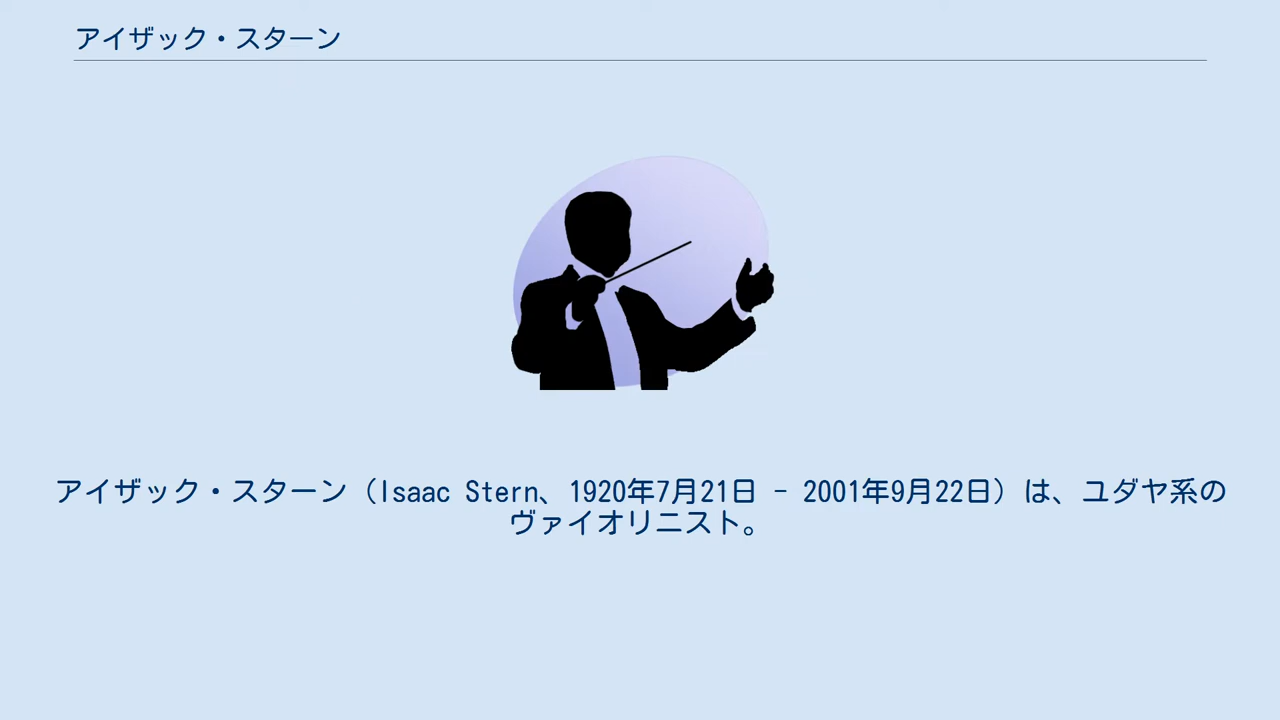 アイザック・スターン
アイザック・スターン（Isaac Stern、1920年7月21日 - 2001年9月22日）は、ユダヤ系の
ヴァイオリニスト。